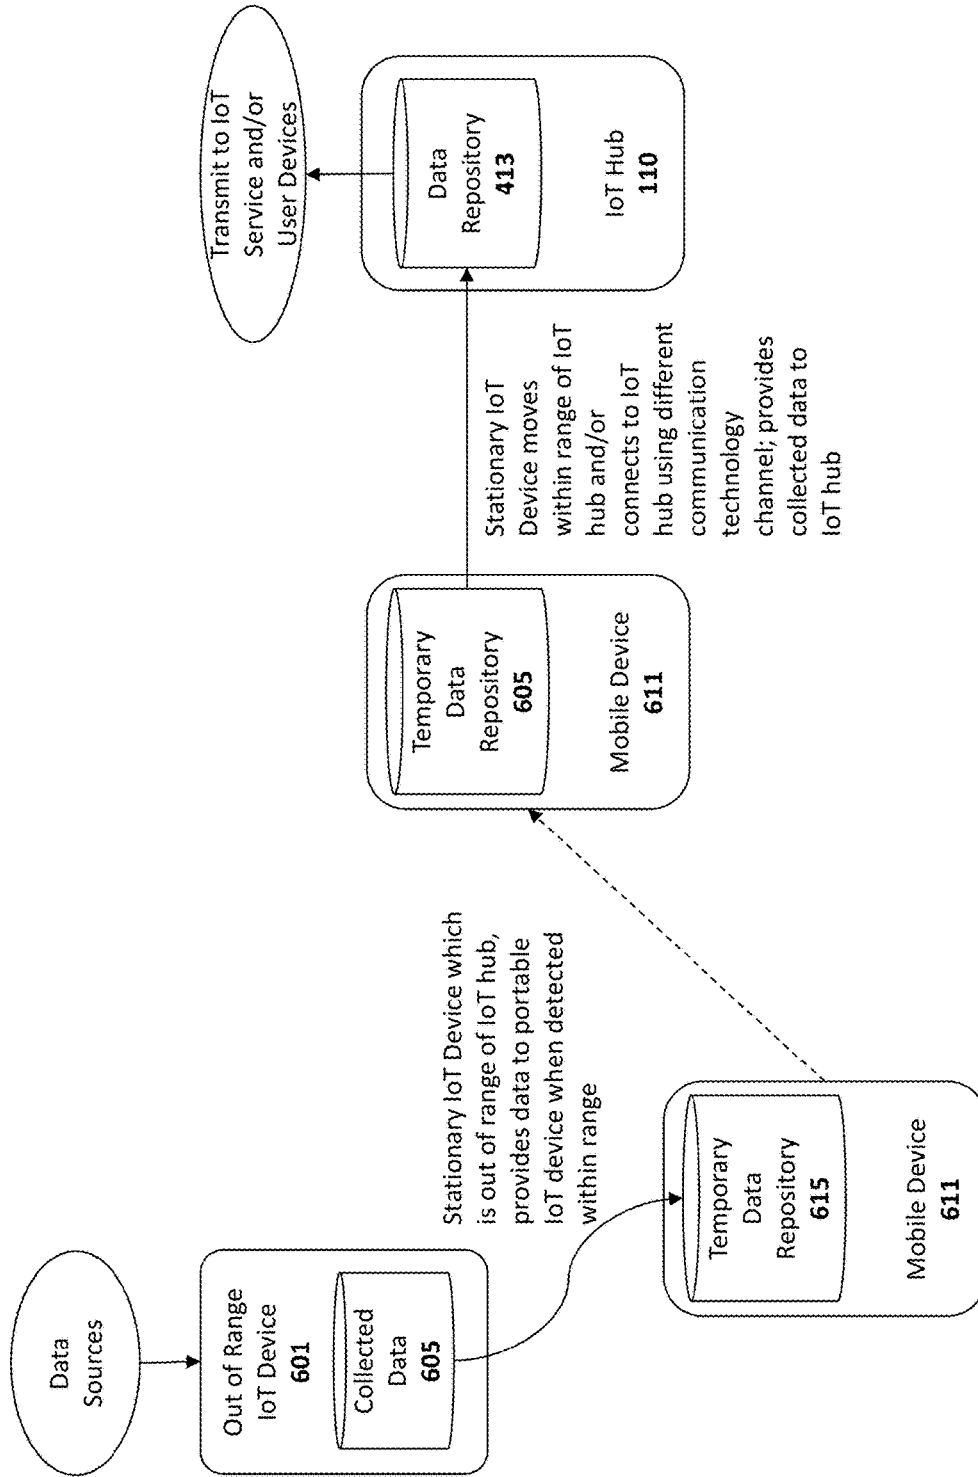 Data
Sources
Out of Range
IoT Device
601
Collected
Data
605
Stationary IoT Device which
is out of range of IoT hub,
provides data to portable
IoT device when detected
within range
Temporary
Data
Repository
615
Mobile Device
611
Temporary
Data
Repository
605
Mobile Device
611
Stationary IoT
Device moves
within range of IoT
hub and/or
connects to IoT
hub using different
communication
technology
channel; provides
collected data to
IoT hub
Transmit to IoT
Service and/or
User Devices
Data
Repository
413
IoT Hub
110